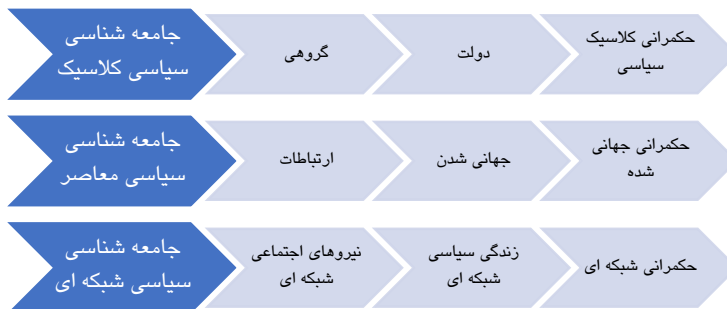 جامعه شناسی
سیاسی کلاسیک
گروهی
دولت
حکمرانی کلاسیک
سیاسی
جامعه شناسی
سیاسی معاصر
ارتباطات
جهانی شدن
حکمرانی جهانی
شده
جامعه شناسی
سیاسی شبکه ای
نیروهای اجتماعی
شبکه ای
زندگی سیاسی
شبکه ای
حکمرانی شبکه ای